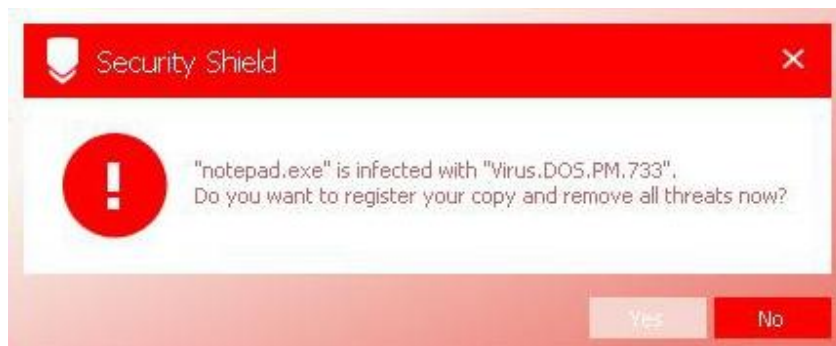 Security Shield
"notepad.exe" is infected with "Virus.DOS.PM.733".
Do you want to register your copy and remove all threats now?
Yes
No